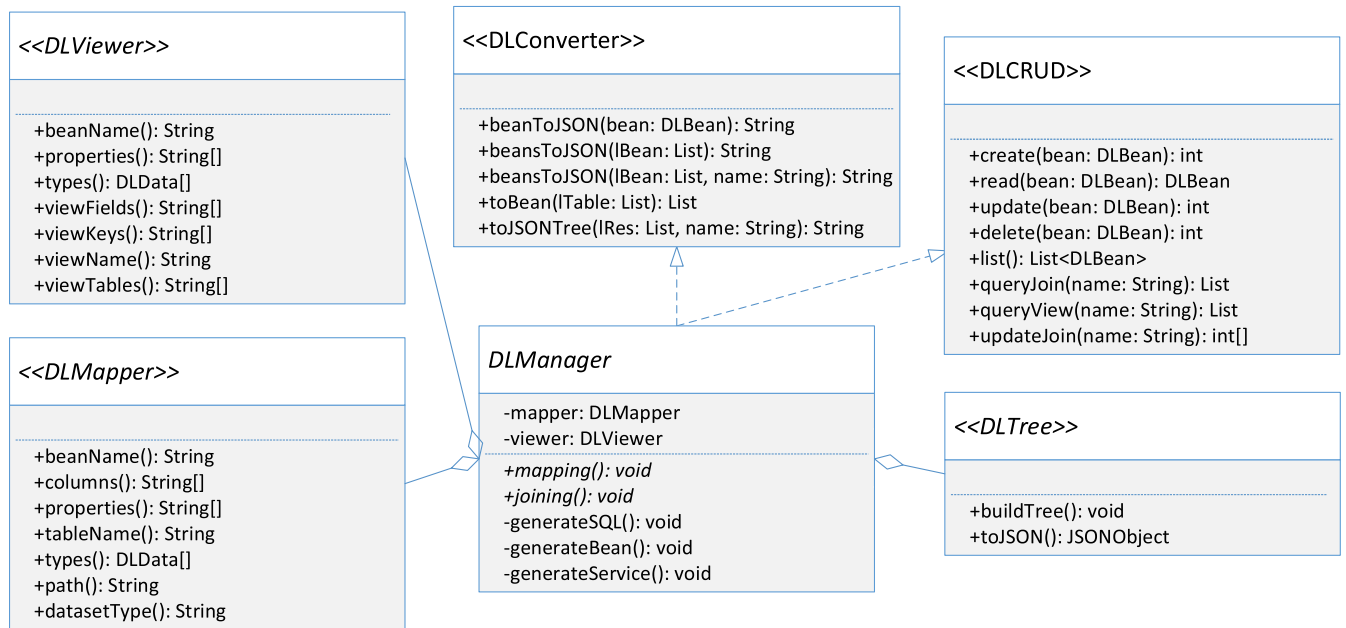 <<DLViewer>>
+beanName(): String
+properties(): String[]
+types(): DLData[]
+viewFields(): String[]
+viewKeys(): String[]
+viewName(): String
+viewTables(): String[]
<<DLConverter>>
+beanToJSON(bean: DLBean): String
+beansToJSON(lBean: List): String
+beansToJSON(lBean: List, name: String): String
+toBean(lTable: List): List
+toJSONTree(lRes: List, name: String): String
<<DLCRUD>>
+create(bean: DLBean): int
+read(bean: DLBean): DLBean
+update(bean: DLBean): int
+delete(bean: DLBean): int
+list(): List<DLBean>
+queryJoin(name: String): List
+queryView(name: String): List
+updateJoin(name: String): int[]
<<DLMapper>>
+beanName(): String
+columns(): String[]
+properties(): String[]
+tableName(): String
+types(): DLData[]
+path(): String
+datasetType(): String
DLManager
-mapper: DLMapper
-viewer: DLViewer
+mapping(): void
+joining(): void
-generateSQL(): void
-generateBean(): void
-generateService(): void
<<DLTree>>
+buildTree(): void
+toJSON(): JSONObject